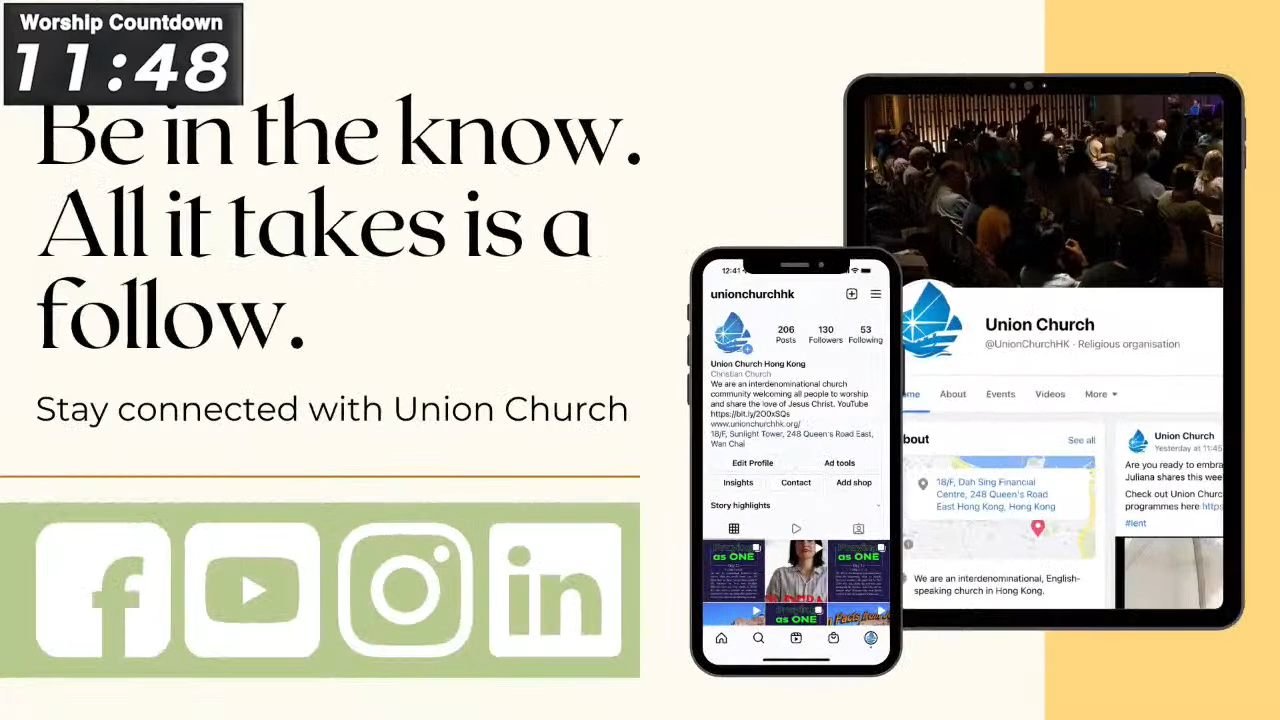 Worship Countdown
11:48
Be in the know.
All it takes is a
follow.
Stay connected with Union Church
12:41
unionchurchhk
206
Posts
130
Followers
53
Following
Union Church Hong Kong
Christian Church
We are an interdenominational church
community welcoming all people to worship
and share the love of Jesus Christ. YouTube
www.unionchurchhk.org/
18/F, Sunlight Tower, 248 Queen's Road East,
Wan Chai
Edit Profile
Ad tools
Insights
Contact
Add shop
Story highlights
as ONE
as ONE
as ONE
Union Church
@UnionChurchHK · Religious organisation
About
Events
Videos
More
bout
See all
18/F, Dah Sing Financial
Centre, 248 Queen's Road
East Hong Kong, Hong Kong
We are an interdenominational, English-
speaking church in Hong Kong.
Union Church
Yesterday at 11:45
Are you ready to embra
Juliana shares this wee
Check out Union Churc
programmes here https
#lent